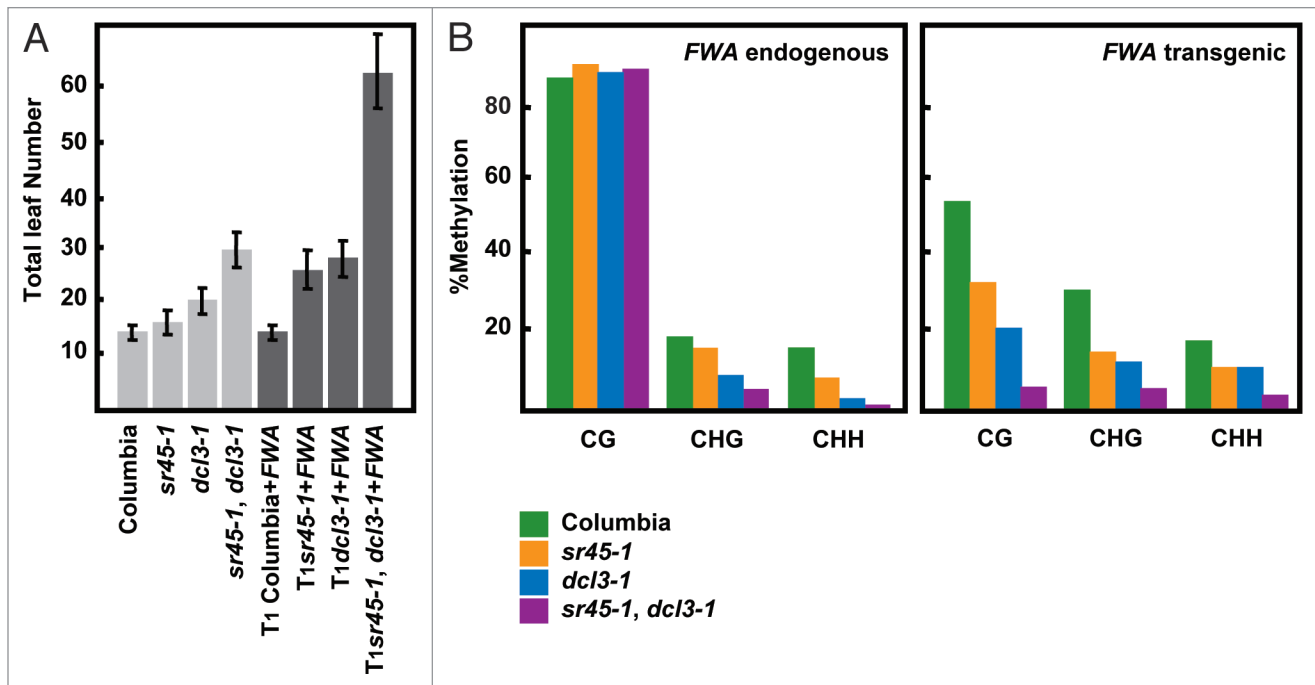 A
Total leaf Number
60
50
40
30
20
10
Columbia
sr45-1
dcl3-1
sr45-1, dcl3-1
T1 Columbia+FWA
T1sr45-1+FWA
T1dcl3-1+FWA
T1sr45-1, dcl3-1+FWA
B
%Methylation
80
60
40
20
FWA endogenous
CG
CHG
CHH
FWA transgenic
CG
CHG
CHH
Columbia
sr45-1
dcl3-1
sr45-1, dcl3-1